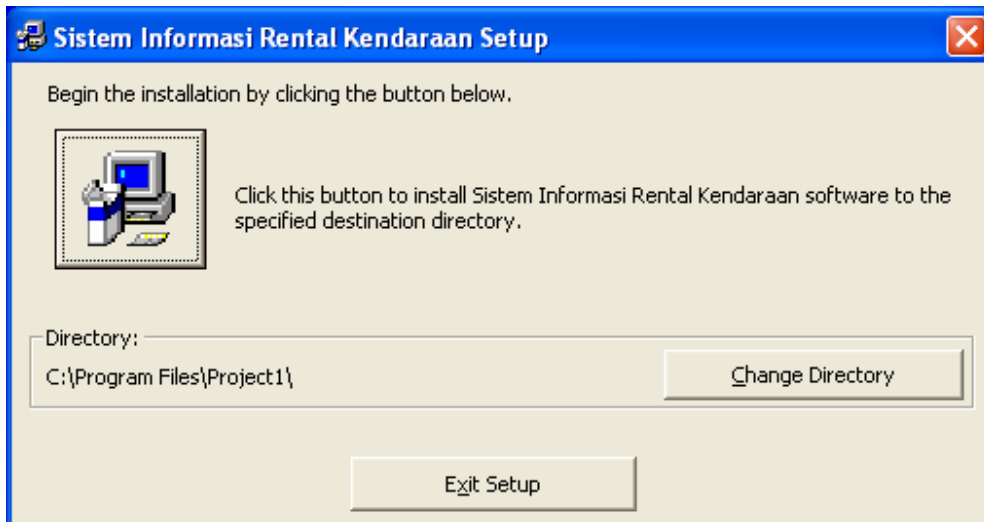 Sistem Informasi Rental Kendaraan Setup
Begin the installation by clicking the button below.
Click this button to install Sistem Informasi Rental Kendaraan software to the
specified destination directory.
Directory:
C:\Program Files\Project1\
Change Directory
Exit Setup